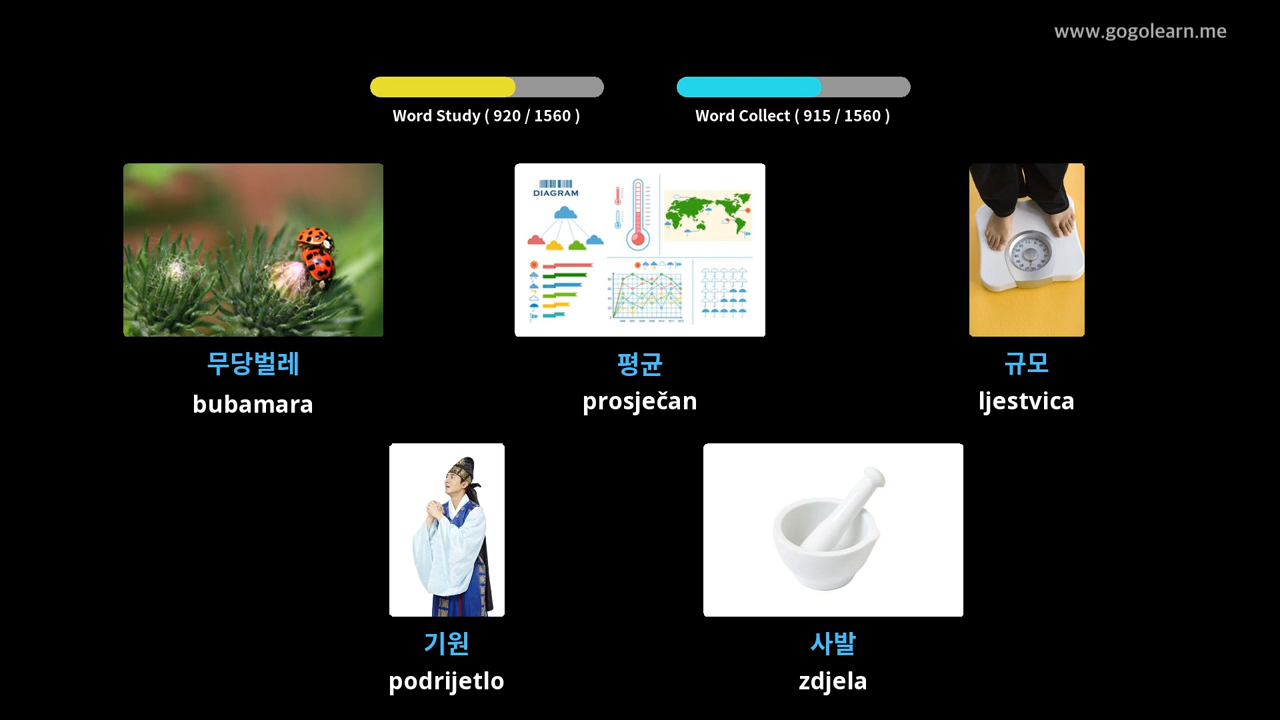 www.gogolearn.me
Word Study ( 920 / 1560 )
Word Collect ( 915 / 1560 )
DIAGRAM
무당벌레
평균
규모
bubamara
prosječan
ljestvica
기원
사발
podrijetlo
zdjela